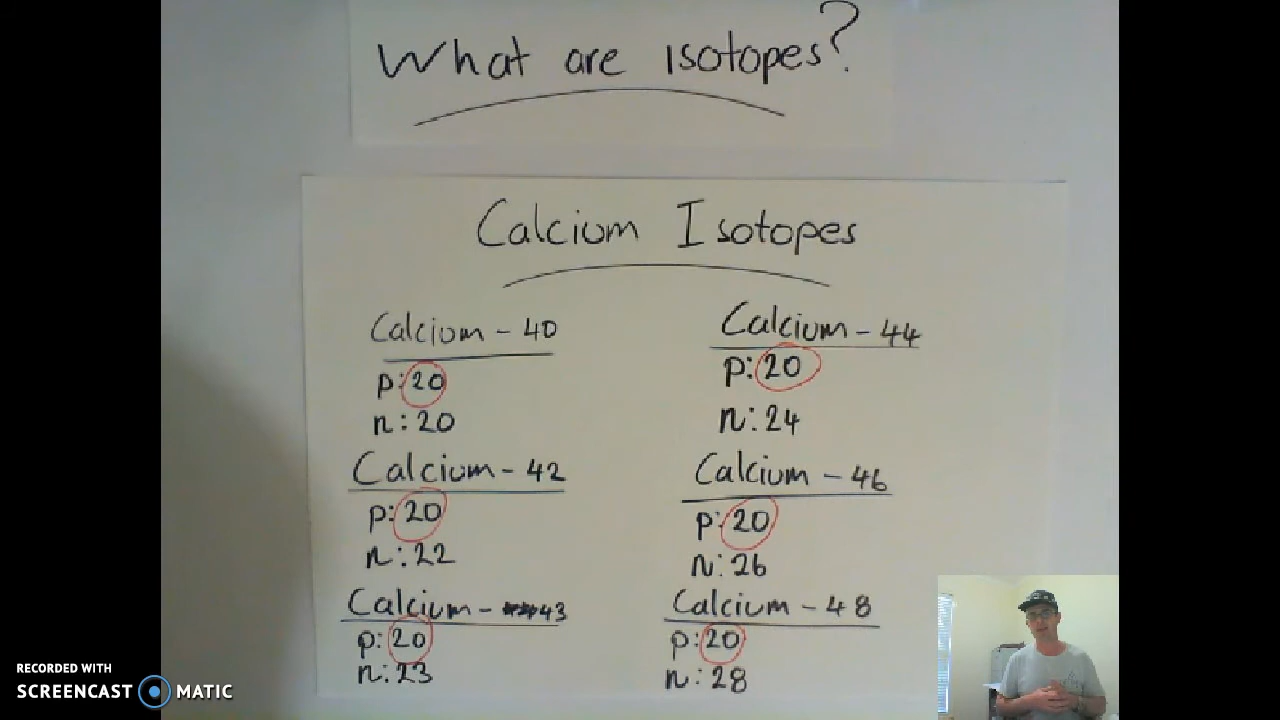 What are Isotopes?
Calcium Isotopes
Calcium - 40
p: 20
n: 20
Calcium - 42
p: 20
n: 22
Calcium - 43
p: 20
n: 23
Calcium - 44
p: 20
n: 24
Calcium - 46
p: 20
n: 26
Calcium - 48
p: 20
n: 28
RECORDED WITH
SCREENCAST MATIC